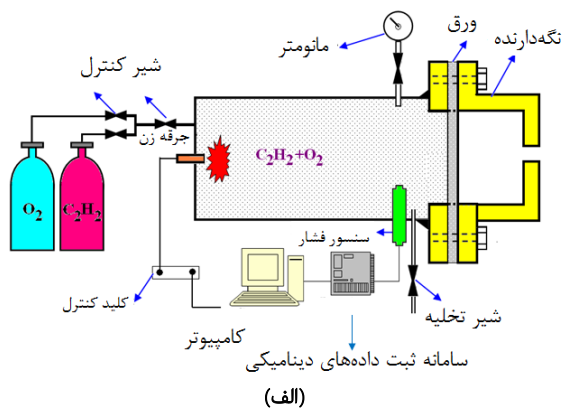 ورق
نگه‌دارنده
مانومتر
شیر کنترل
جرقه زن
C₂H₂+O₂
O₂
C₂H₂
سنسور فشار
کلید کنترل
کامپیوتر
شیر تخلیه
سامانه ثبت داده‌های دینامیکی
(الف)